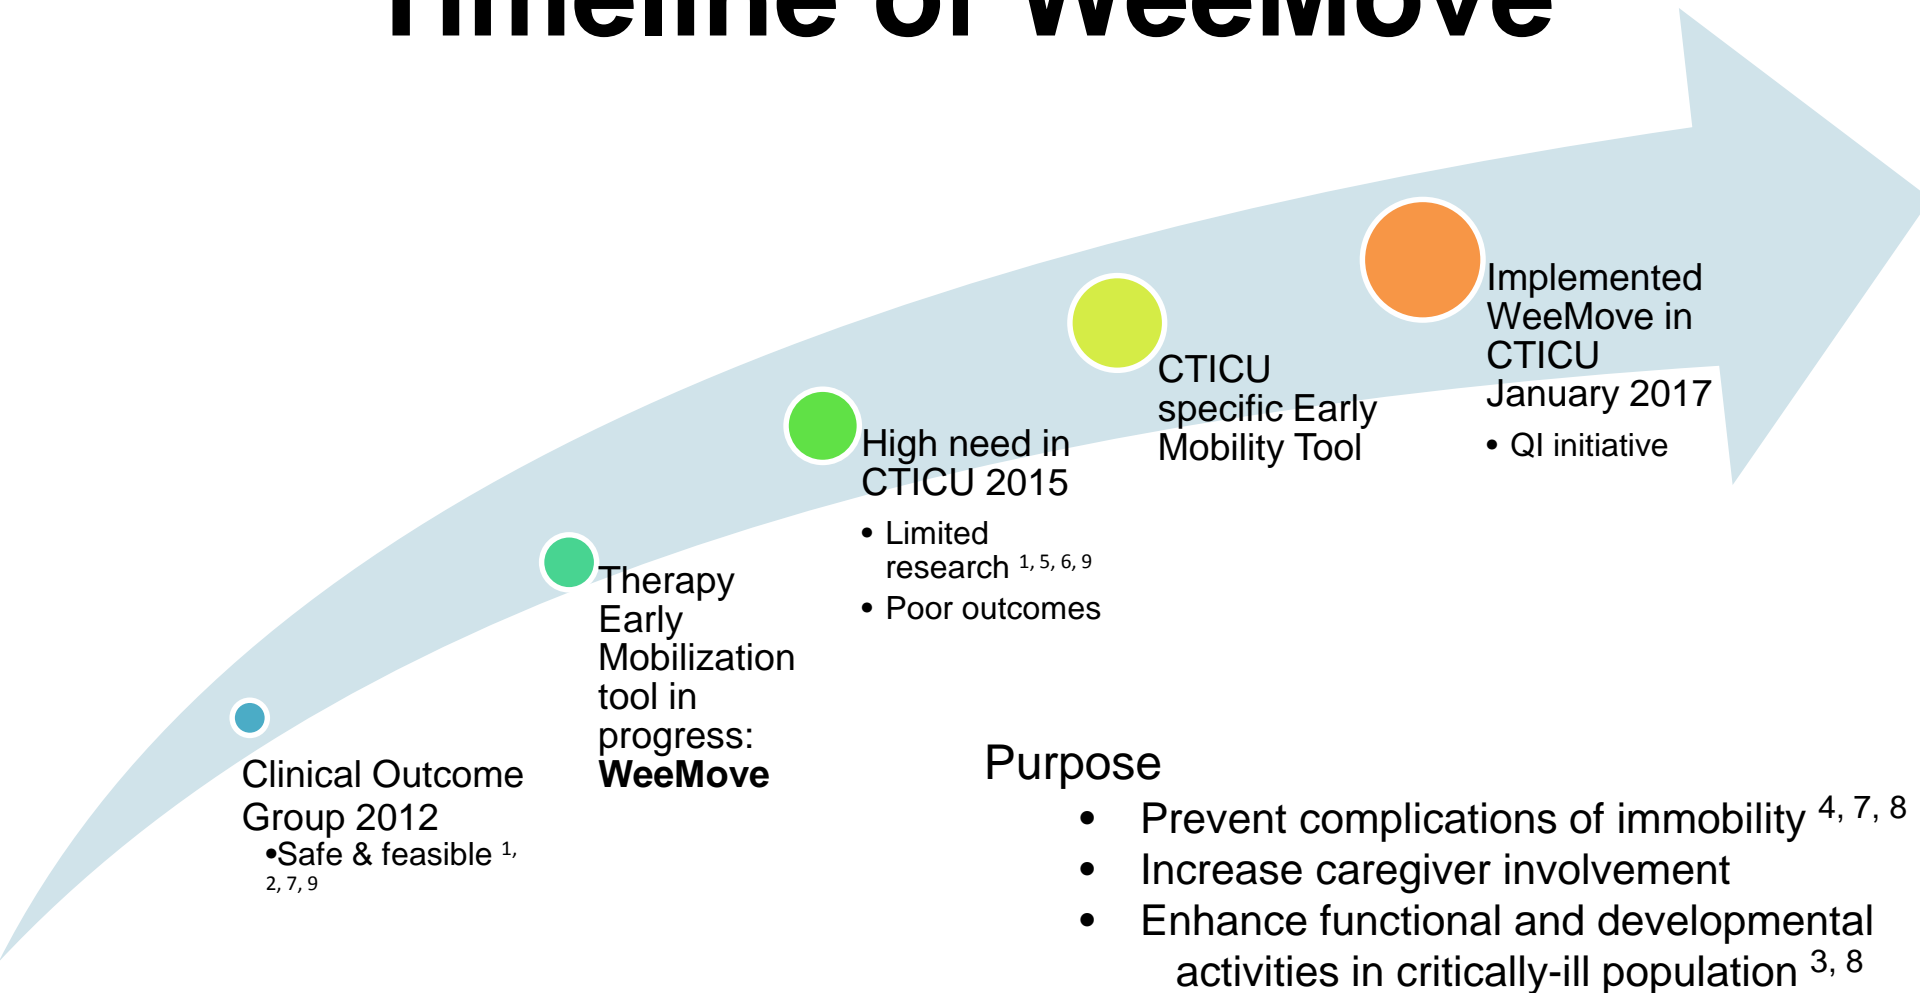 Timeline of WeeMove
Clinical Outcome
Group 2012
•Safe & feasible 1,
2, 7, 9
Therapy
Early
Mobilization
tool in
progress:
WeeMove
High need in
CTICU 2015
• Limited
research 1, 5, 6, 9
• Poor outcomes
CTICU
specific Early
Mobility Tool
Implemented
WeeMove in
CTICU
January 2017
• QI initiative
Purpose
• Prevent complications of immobility 4, 7, 8
• Increase caregiver involvement
• Enhance functional and developmental
activities in critically-ill population 3, 8